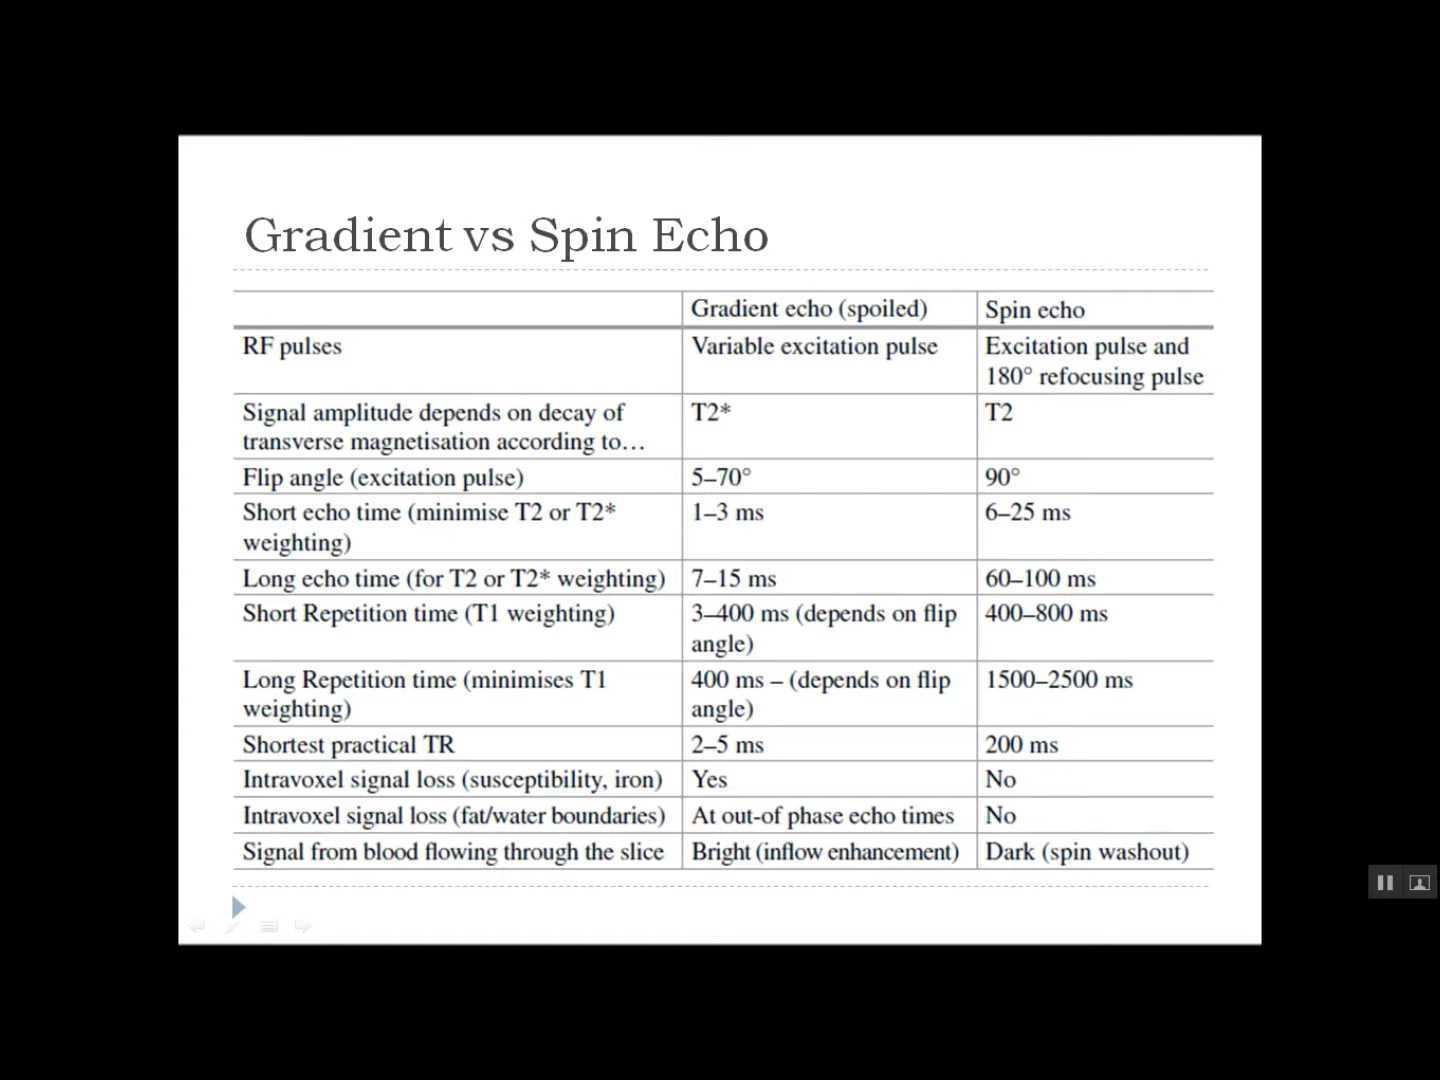 Gradient vs Spin Echo
Gradient echo (spoiled) Spin echo
RF pulses Variable excitation pulse Excitation pulse and
180° refocusing pulse
Signal amplitude depends on decay of T2* T2
transverse magnetisation according to…
Flip angle (excitation pulse) 5–70° 90°
Short echo time (minimise T2 or T2* 1–3 ms 6–25 ms
weighting)
Long echo time (for T2 or T2* weighting) 7–15 ms 60–100 ms
Short Repetition time (T1 weighting) 3–400 ms (depends on flip 400–800 ms
angle)
Long Repetition time (minimises T1 400 ms – (depends on flip 1500–2500 ms
weighting) angle)
Shortest practical TR 2–5 ms 200 ms
Intravoxel signal loss (susceptibility, iron) Yes No
Intravoxel signal loss (fat/water boundaries) At out-of phase echo times No
Signal from blood flowing through the slice Bright (inflow enhancement) Dark (spin washout)